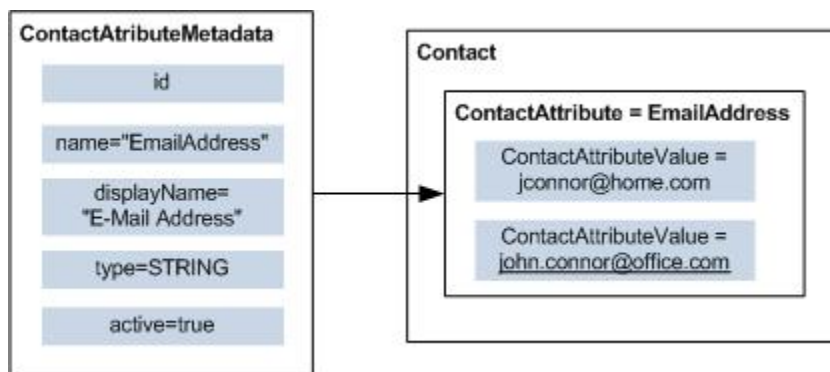 ContactAtributeMetadata
id
name="EmailAddress"
displayName=
"E-Mail Address"
type=STRING
active=true
Contact
ContactAttribute = EmailAddress
ContactAttributeValue =
jconnor@home.com
ContactAttributeValue =
john.connor@office.com